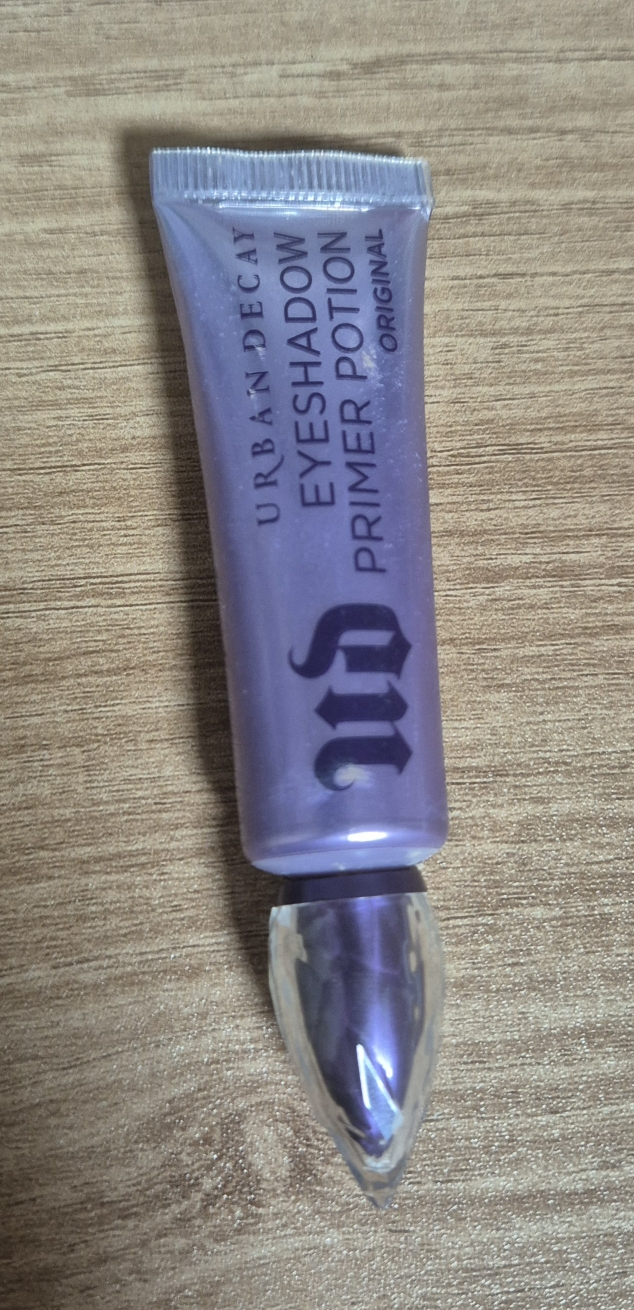 URBAN DECAY
EYESHADOW
PRIMER POTION
ORIGINAL
UD